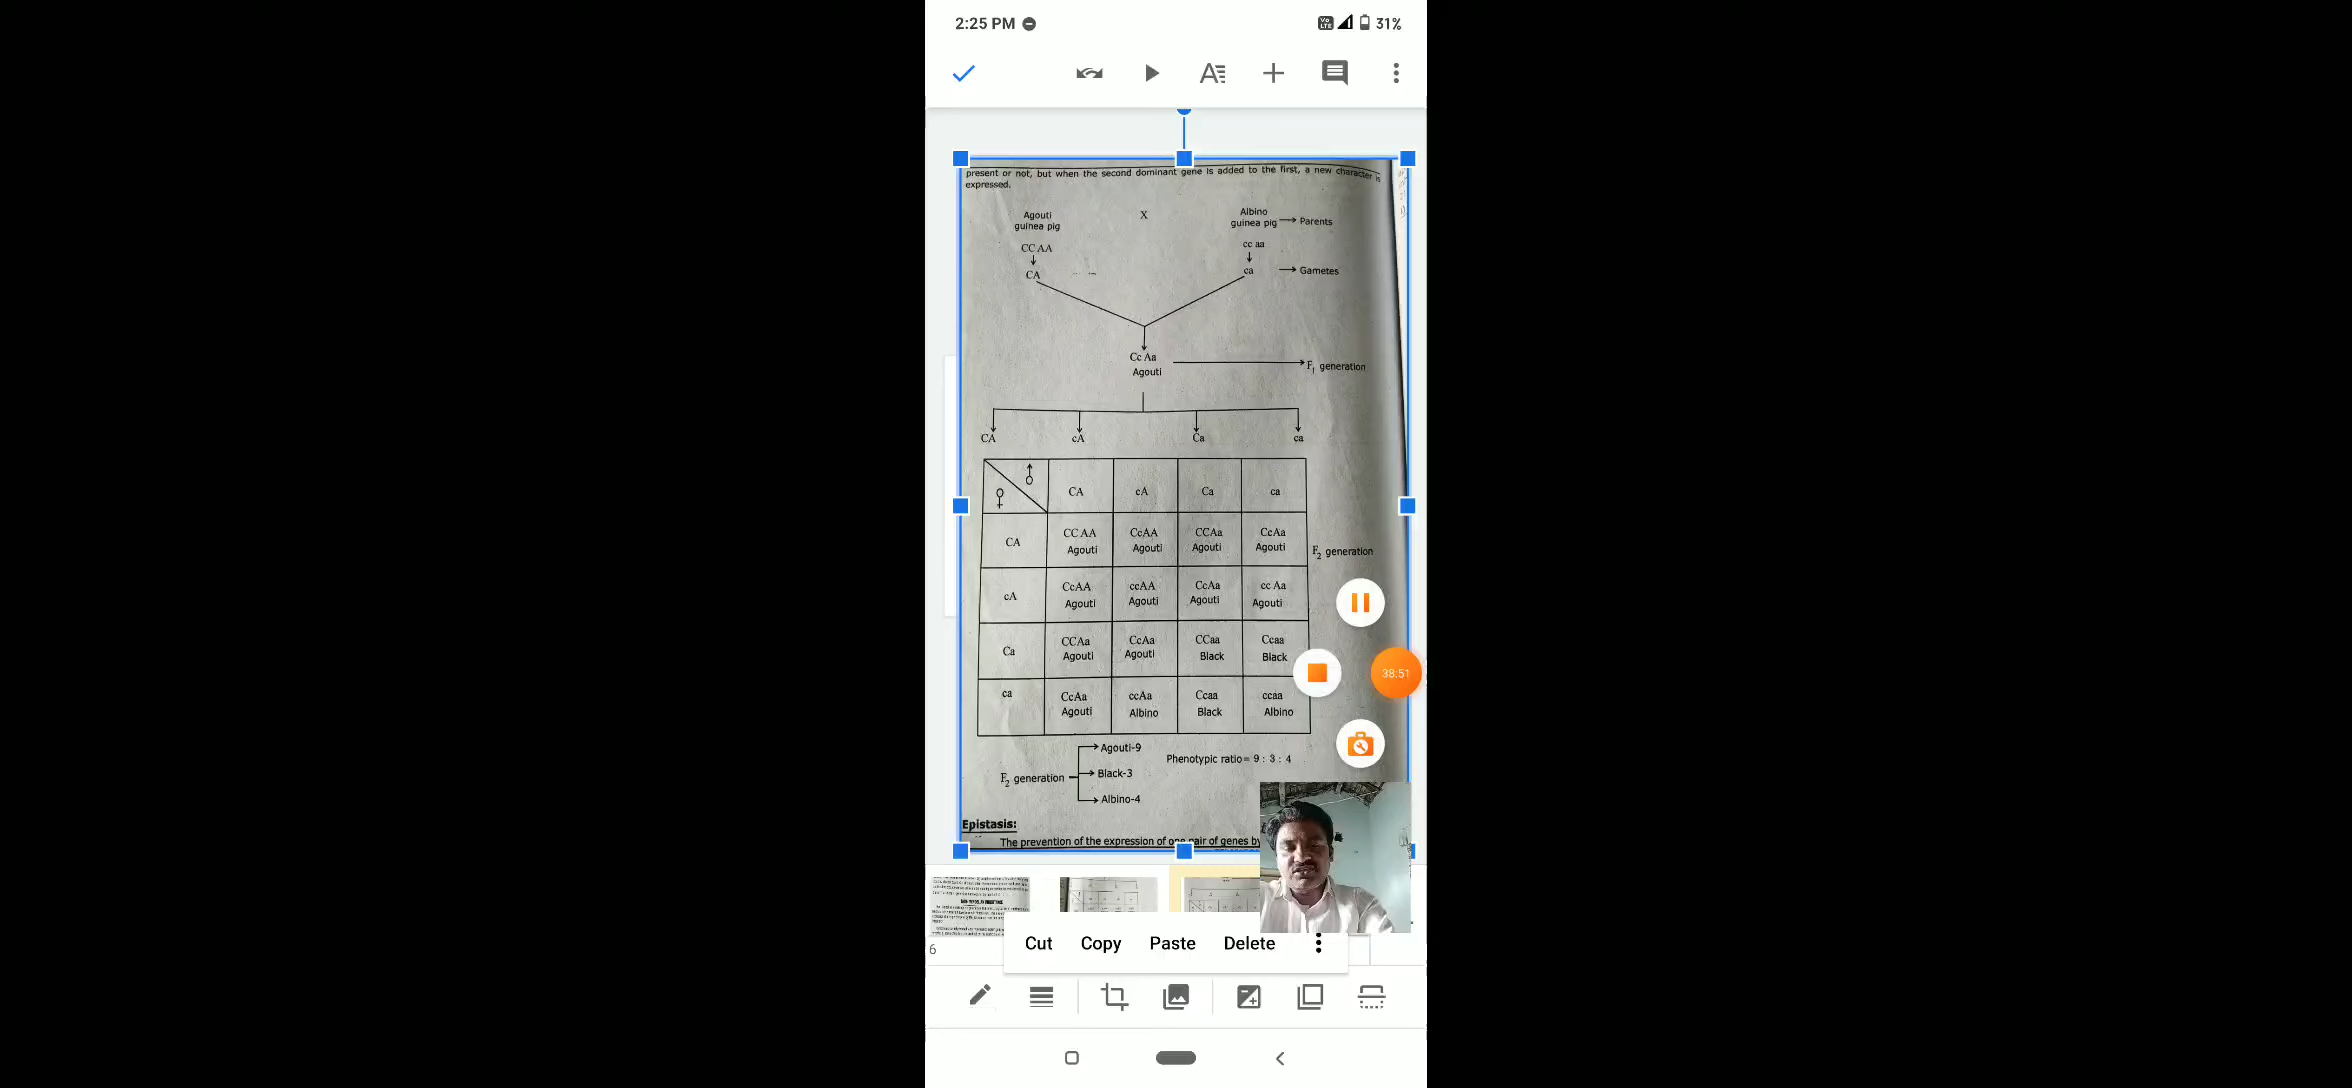 2:25 PM
Vo LTE 31%
present or not, but when the second dominant gene is added to the first, a new character is
expressed.
Agouti X Albino
guinea pig guinea pig → Parents
CC AA cc aa
CA ca → Gametes
Cc Aa
Agouti → F1 generation
CA cA Ca ca
CA cA Ca ca
CA CC AA CcAA CCAa CcAa
Agouti Agouti Agouti Agouti
F2 generation
cA CcAA ccAA CcAa cc Aa
Agouti Agouti Agouti Agouti
Ca CCAa CcAa CCaa Ccaa
Agouti Agouti Black Black
ca CcAa ccAa Ccaa ccaa
Agouti Albino Black Albino
38:51
Agouti-9
Phenotypic ratio= 9 : 3 : 4
F2 generation Black-3
Albino-4
Epistasis:
The prevention of the expression of one pair of genes by
6
Cut Copy Paste Delete